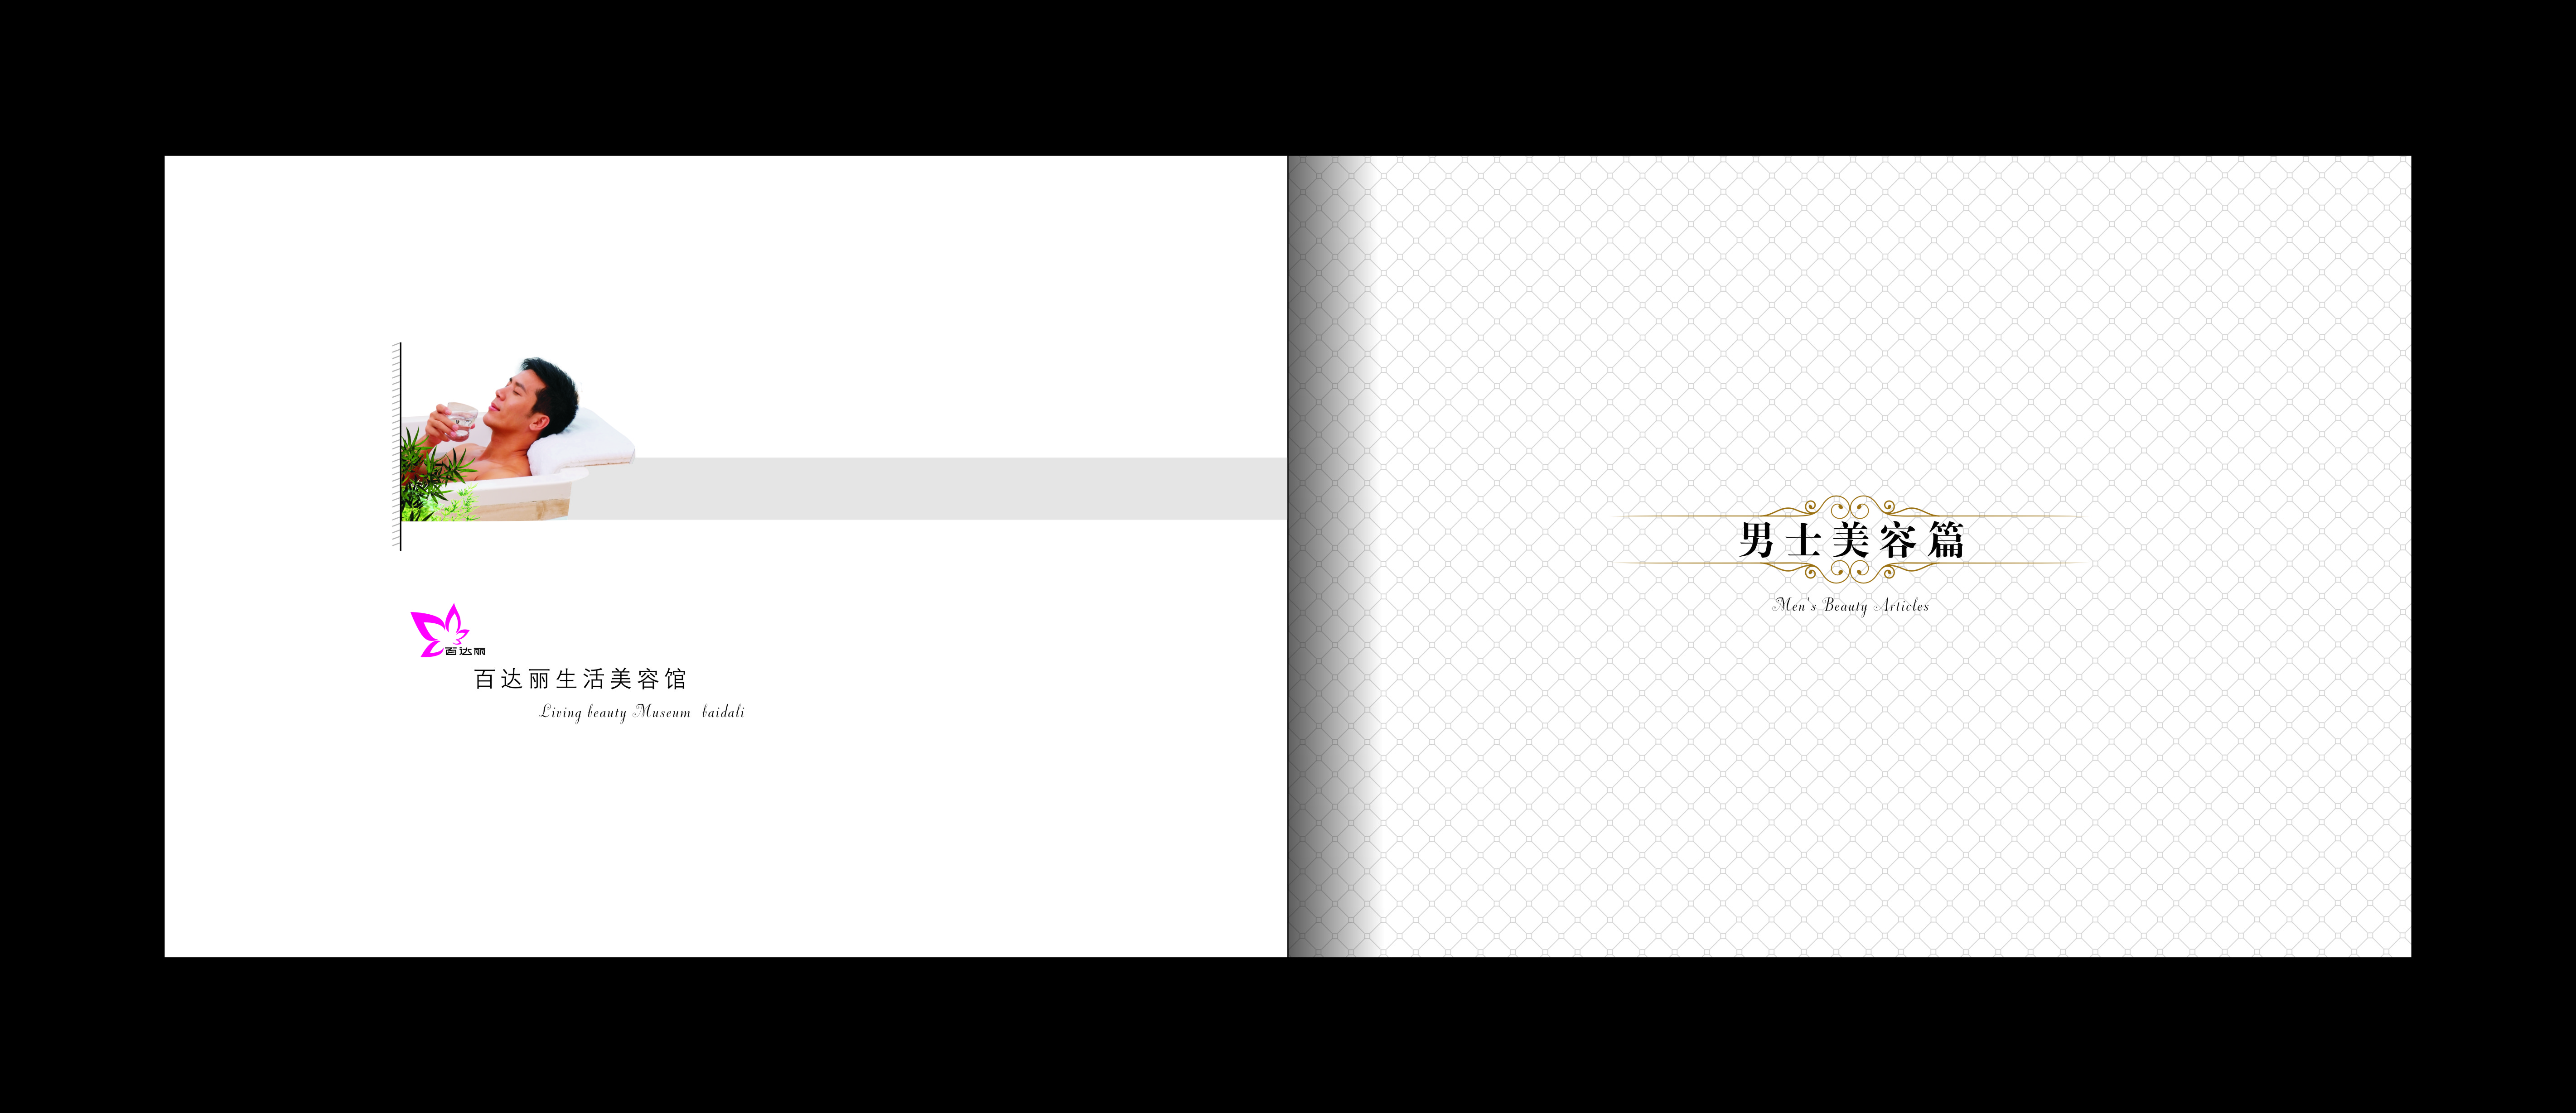 百达丽
百达丽生活美容馆
Living beauty Museum baidali
男士美容篇
Men's Beauty Articles